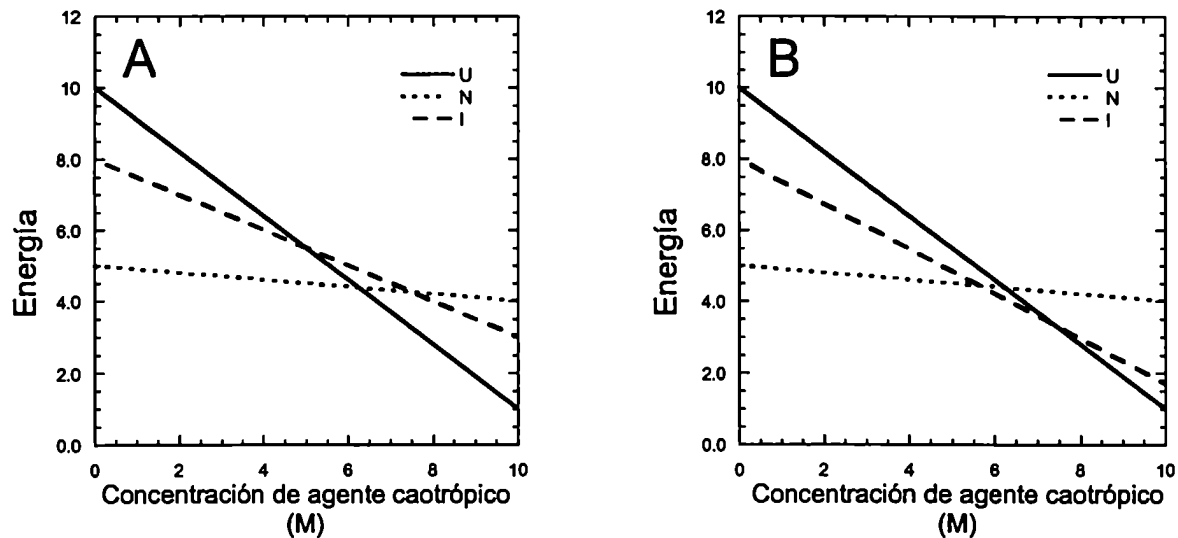 A
U
N
I
12
10
8.0
6.0
4.0
2.0
0.0
Energía
0 2 4 6 8 10
Concentración de agente caotrópico
(M)
B
U
N
I
12
10
8.0
6.0
4.0
2.0
0.0
Energía
0 2 4 6 8 10
Concentración de agente caotrópico
(M)